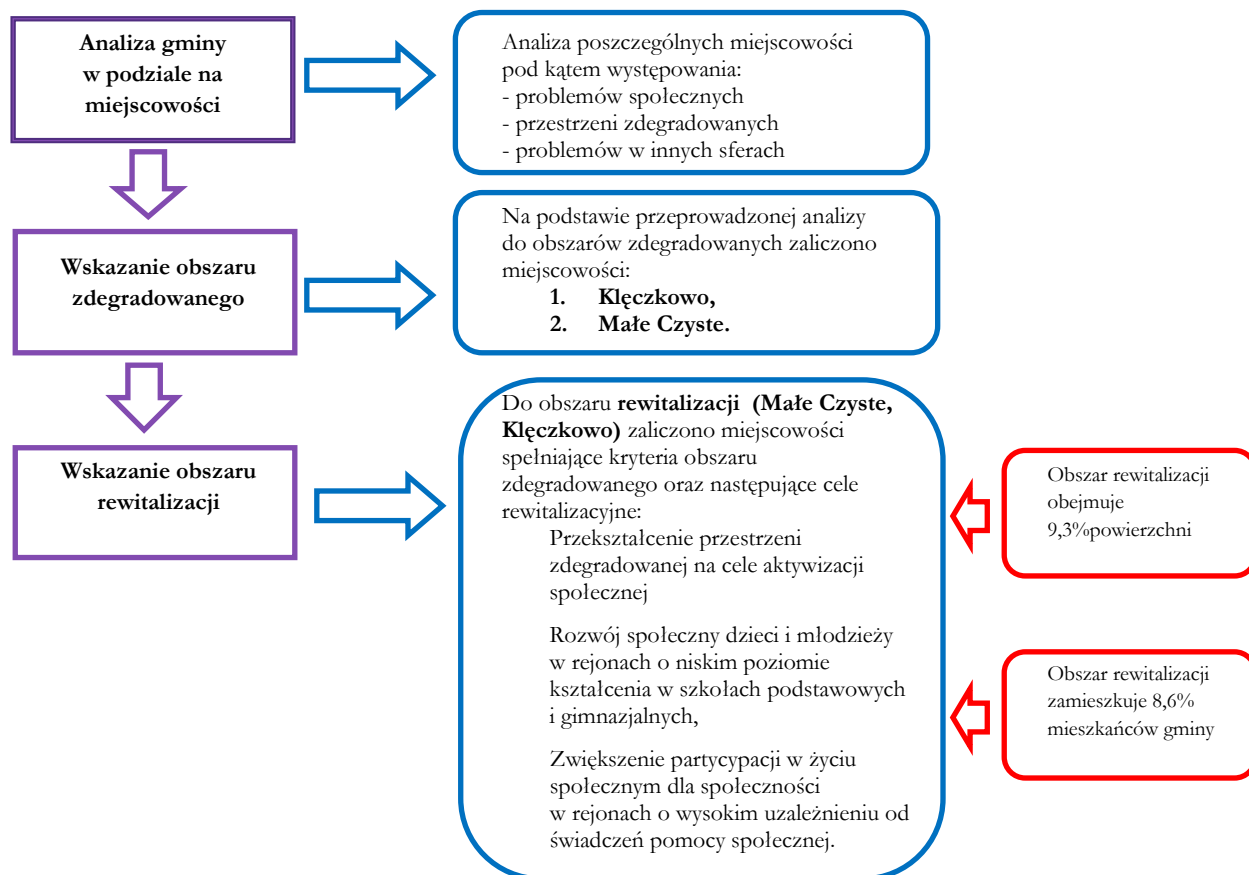 Analiza gminy
w podziale na
miejscowości
Analiza poszczególnych miejscowości
pod kątem występowania:
- problemów społecznych
- przestrzeni zdegradowanych
- problemów w innych sferach
Wskazanie obszaru
zdegradowanego
Na podstawie przeprowadzonej analizy
do obszarów zdegradowanych zaliczono
miejscowości:
1. Klęczkowo,
2. Małe Czyste.
Wskazanie obszaru
rewitalizacji
Do obszaru rewitalizacji (Małe Czyste,
Klęczkowo) zaliczono miejscowości
spełniające kryteria obszaru
zdegradowanego oraz następujące cele
rewitalizacyjne:
Przekształcenie przestrzeni
zdegradowanej na cele aktywizacji
społecznej
Rozwój społeczny dzieci i młodzieży
w rejonach o niskim poziomie
kształcenia w szkołach podstawowych
i gimnazjalnych,
Zwiększenie partycypacji w życiu
społecznym dla społeczności
w rejonach o wysokim uzależnieniu od
świadczeń pomocy społecznej.
Obszar rewitalizacji
obejmuje
9,3%powierzchni
Obszar rewitalizacji
zamieszkuje 8,6%
mieszkańców gminy